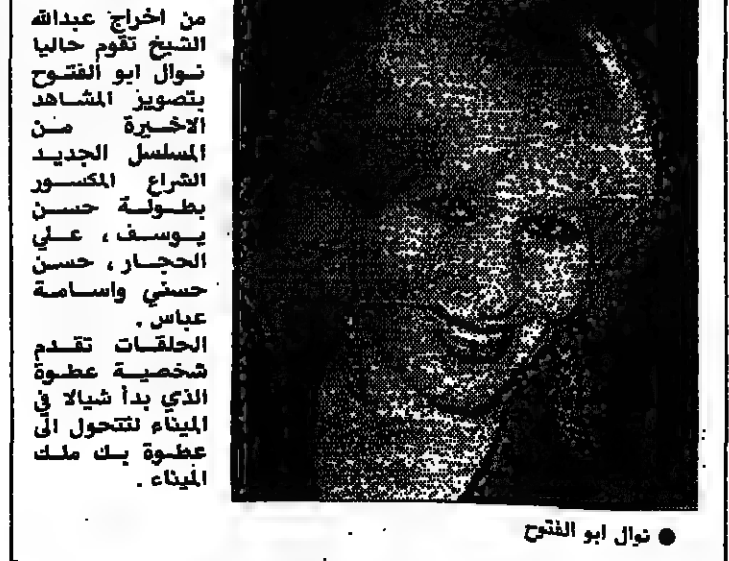 من اخراج عبدالله
الشيخ تقوم حاليا
نوال ابو الفتوح
بتصوير المشاهد
الاخيرة من
المسلسل الجديد
الشراع المكسور
بطولة حسن
يوسف ، علي
الحجار ، حسن
حسني واسامة
عباس .
الحلقات تقدم
شخصية عطوة
الذي بدأ شيالا في
الميناء لتتحول الى
عطوة بك ملك
الميناء .
● نوال ابو الفتوح